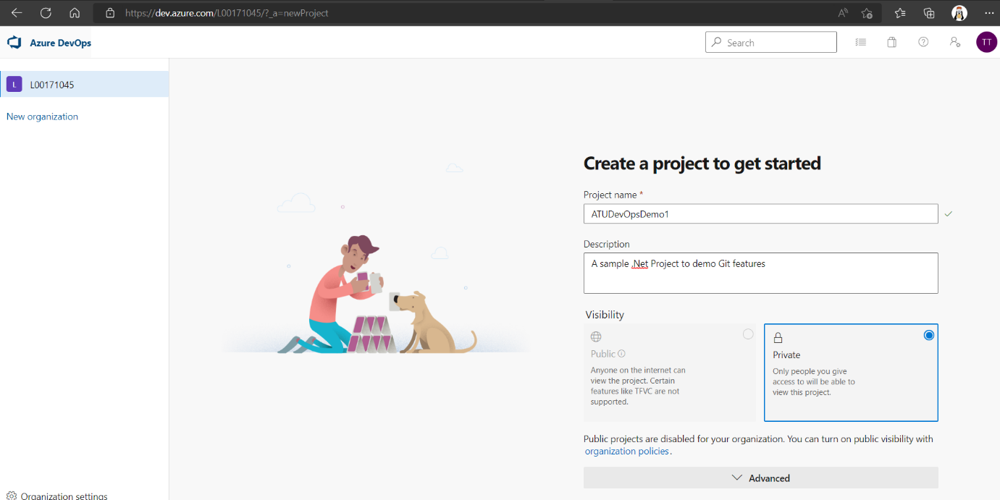 https://dev.azure.com/L00171045/?_a=newProject
Azure DevOps
Search
TT
L L00171045
New organization
Create a project to get started
Project name *
ATUDevOpsDemo1
Description
A sample .Net Project to demo Git features
Visibility
Public
Anyone on the internet can
view the project. Certain
features like TFVC are not
supported.
Private
Only people you give
access to will be able to
view this project.
Public projects are disabled for your organization. You can turn on public visibility with
organization policies.
Advanced
Organization settings